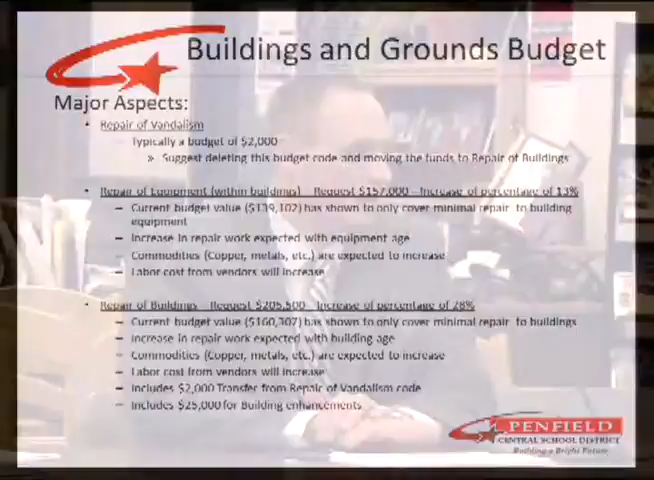 Buildings and Grounds Budget
Major Aspects:
• Repair of Vandalism
– Typically a budget of $2,000
» Suggest deleting this budget code and moving the funds to Repair of Buildings
• Repair of Equipment (within buildings) – Request $157,000 – Increase of percentage of 13%
– Current budget value ($139,102) has shown to only cover minimal repair to building
equipment
– Increase in repair work expected with equipment age
– Commodities (Copper, metals, etc.) are expected to increase
– Labor cost from vendors will increase
• Repair of Buildings – Request $205,500 – Increase of percentage of 28%
– Current budget value ($160,307) has shown to only cover minimal repair to buildings
– Increase in repair work expected with building age
– Commodities (Copper, metals, etc.) are expected to increase
– Labor cost from vendors will increase
– Includes $2,000 Transfer from Repair of Vandalism code
– Includes $25,000 for Building enhancements
PENFIELD
CENTRAL SCHOOL DISTRICT
Building a Bright Future